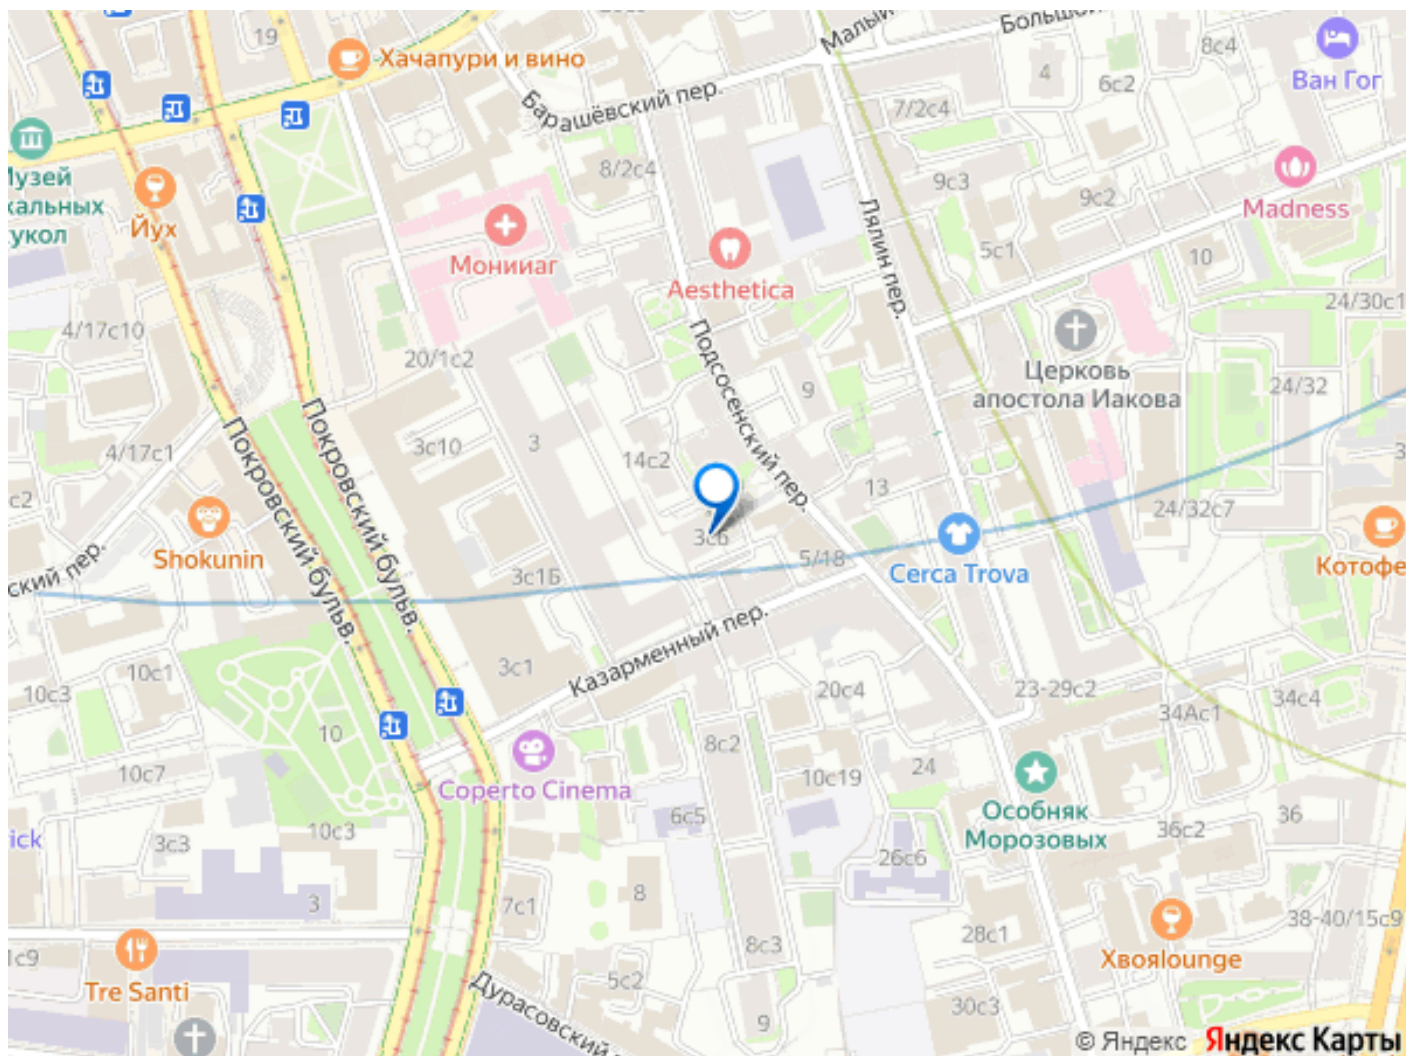 19
Хачапури и вино
Малый
Большой
8с4
Ван Гог
4
6с2
Барашёвский пер.
7/2с4
8/2с4
Йух
Мониииаг
Aesthetica
Лялин пер.
9с3
9с2
Madness
5с1
10
24/30с1
4/17с10
20/1с2
Подсосенский пер.
9
Церковь
апостола Иакова
24/32
Покровский бульв.
Покровский бульв.
4/17с1
3с10
3
14с2
13
24/32с7
Shokunin
3с6
5/18
Cerca Trova
3с1Б
Казарменный пер.
3с1
10с1
10с3
10
20с4
23-29с2
34Ас1
34с4
8с2
10с7
Coperto Cinema
10с19
24
Особняк
Морозовых
6с5
10с3
3с3
26с6
36с2
36
3
7с1
8
28с1
38-40/15с9
8с3
Хвояlounge
Tre Santi
5с2
Дурасовский
9
30с3
© Яндекс Яндекс Карты